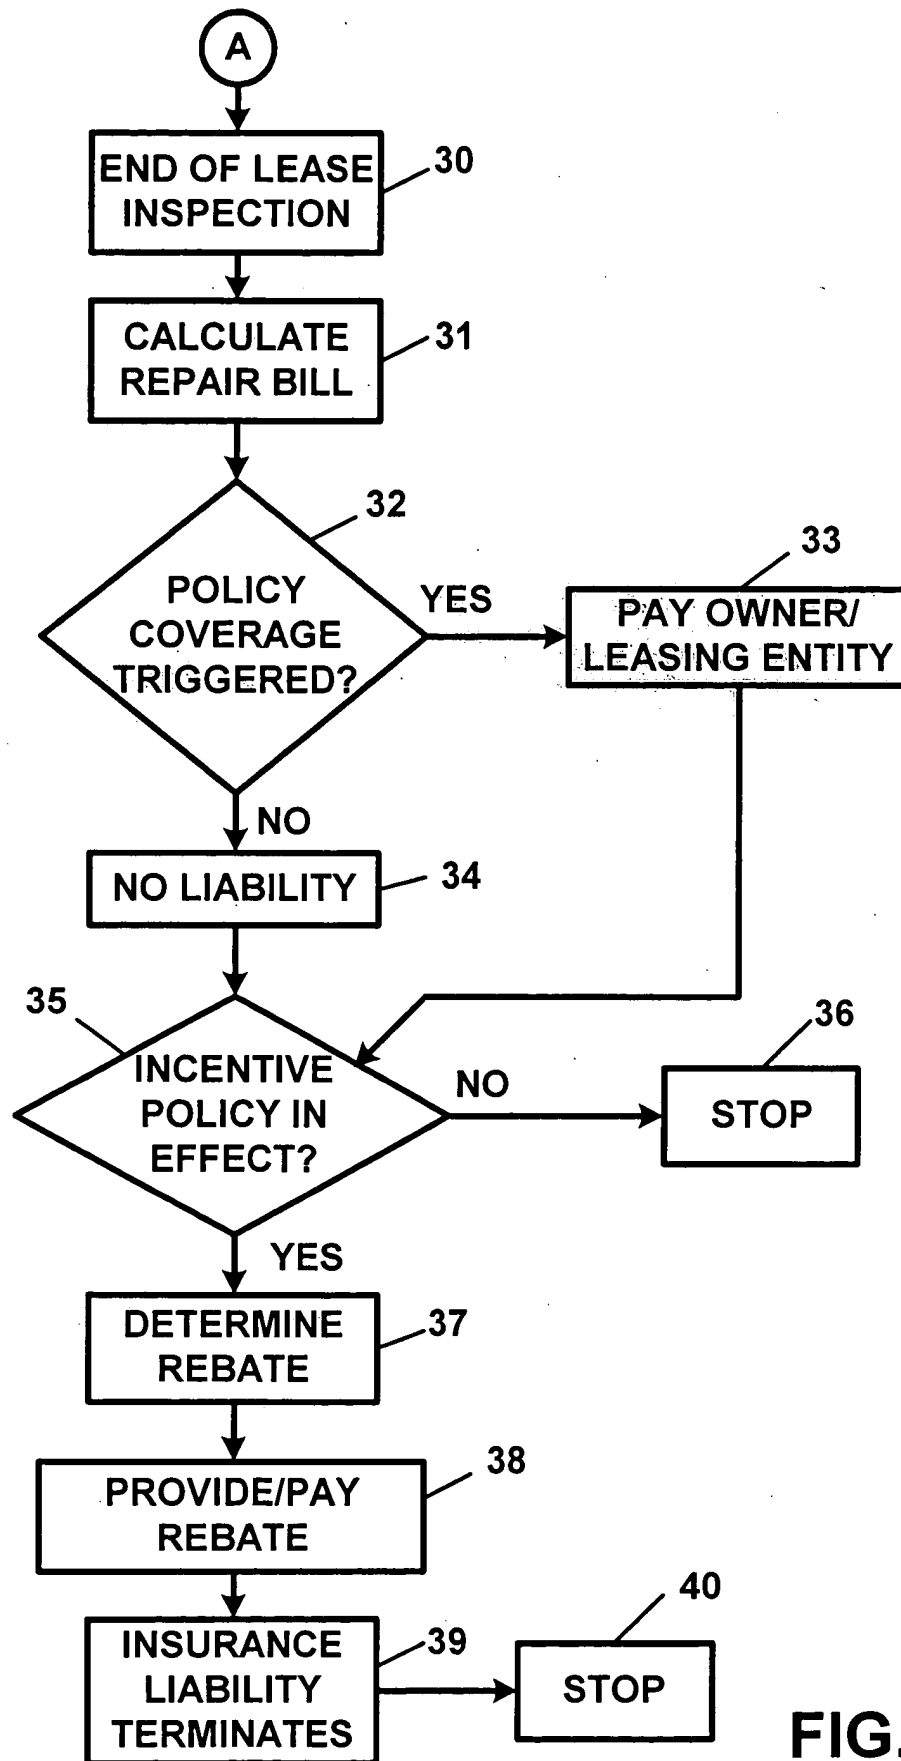 A
END OF LEASE
INSPECTION
30
CALCULATE
REPAIR BILL
31
32
POLICY
COVERAGE
TRIGGERED?
YES
33
PAY OWNER/
LEASING ENTITY
NO
NO LIABILITY
34
35
INCENTIVE
POLICY IN
EFFECT?
NO
36
STOP
YES
DETERMINE
REBATE
37
PROVIDE/PAY
REBATE
38
INSURANCE
LIABILITY
TERMINATES
39
40
STOP
FIG.